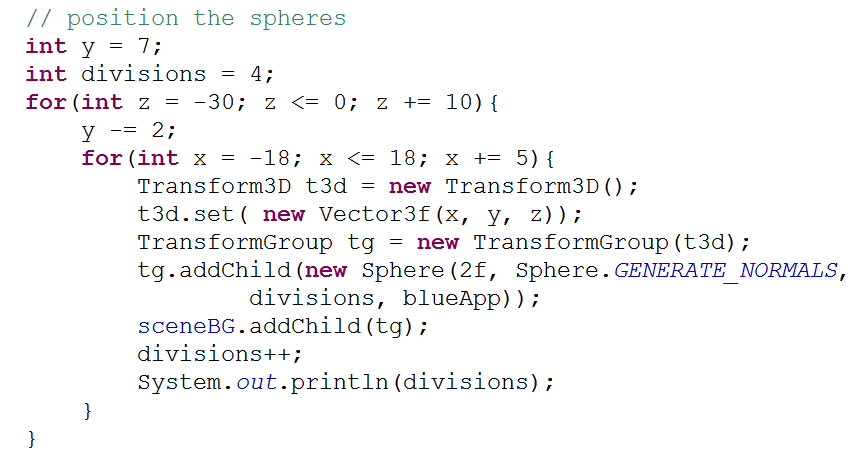 // position the spheres
int y = 7;
int divisions = 4;
for(int z = -30; z <= 0; z += 10){
    y -= 2;
    for(int x = -18; x <= 18; x += 5){
        Transform3D t3d = new Transform3D();
        t3d.set( new Vector3f(x, y, z));
        TransformGroup tg = new TransformGroup(t3d);
        tg.addChild(new Sphere(2f, Sphere.GENERATE_NORMALS,
                divisions, blueApp));
        sceneBG.addChild(tg);
        divisions++;
        System.out.println(divisions);
    }
}